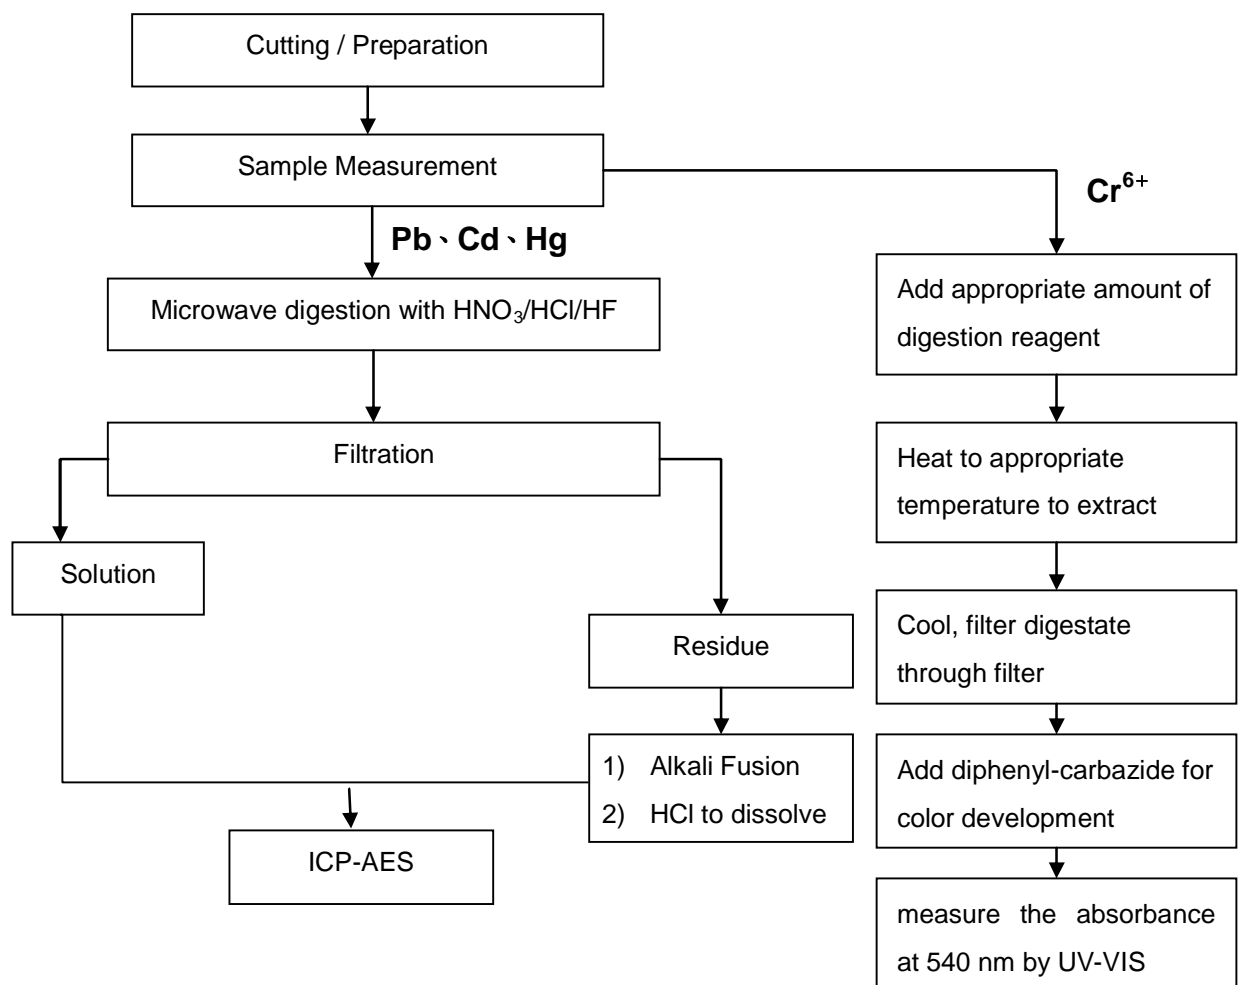 Cutting / Preparation
Sample Measurement
Cr⁶⁺
Pb、Cd、Hg
Microwave digestion with HNO₃/HCl/HF
Add appropriate amount of
digestion reagent
Filtration
Heat to appropriate
temperature to extract
Solution
Residue
Cool, filter digestate
through filter
1) Alkali Fusion
2) HCl to dissolve
Add diphenyl-carbazide for
color development
ICP-AES
measure the absorbance
at 540 nm by UV-VIS